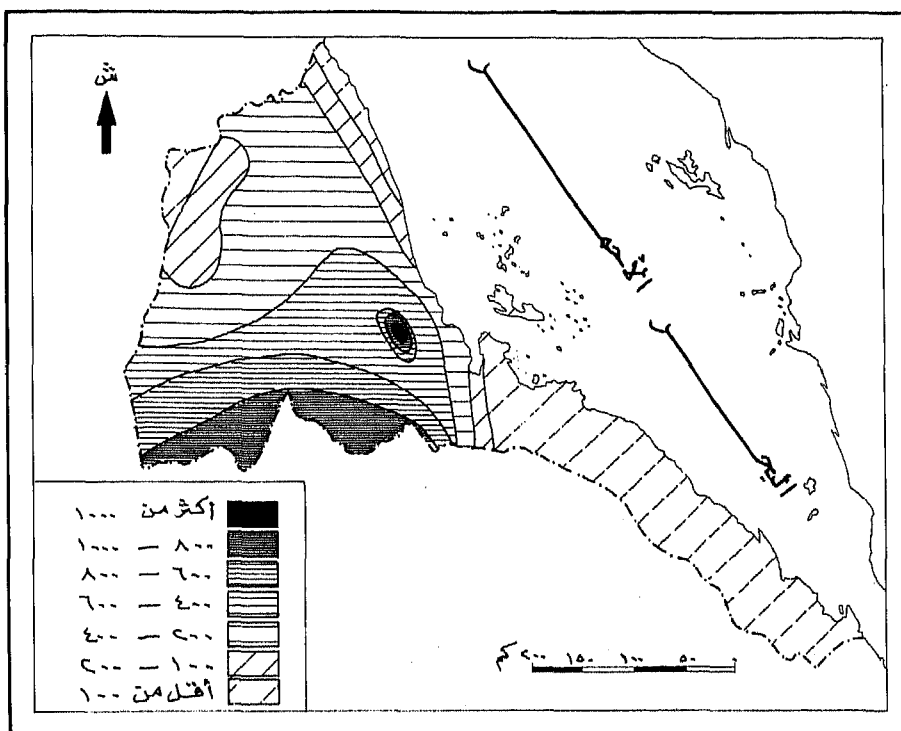 ش
البحر
الأحمر
أكثر من ١٠٠٠
٨٠٠ — ١٠٠٠
٦٠٠ — ٨٠٠
٤٠٠ — ٦٠٠
٢٠٠ — ٤٠٠
١٠٠ — ٢٠٠
أقل من ١٠٠
٠ ٥٠ ١٠٠ ١٥٠ ٢٠٠ كم